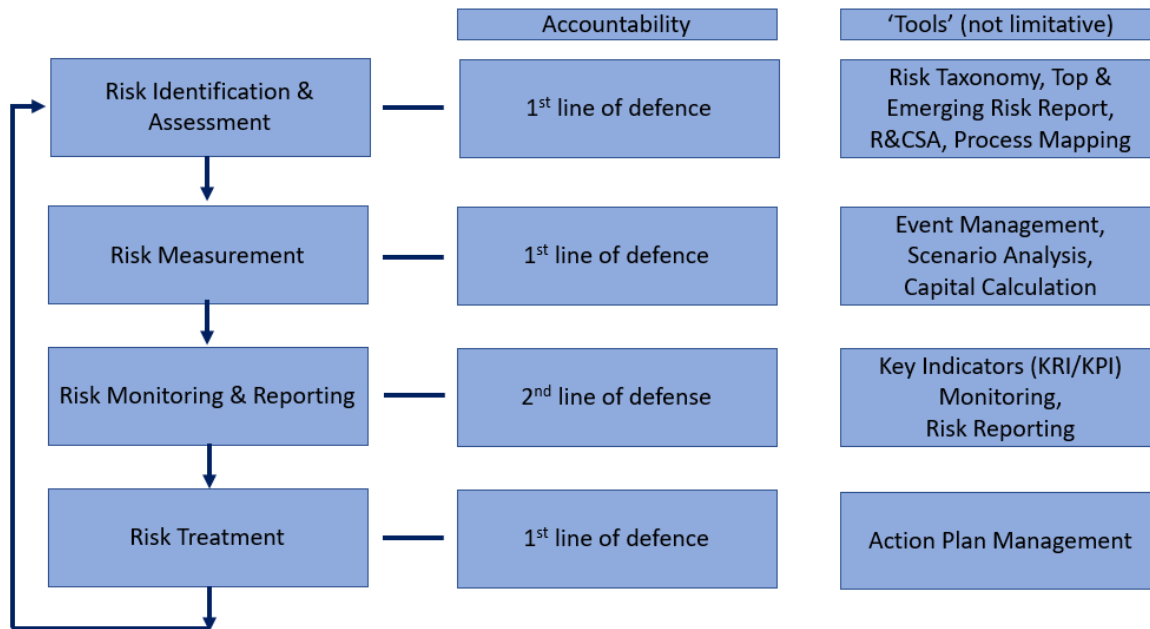 Accountability
‘Tools’ (not limitative)
Risk Identification &
Assessment
1st line of defence
Risk Taxonomy, Top &
Emerging Risk Report,
R&CSA, Process Mapping
Risk Measurement
1st line of defence
Event Management,
Scenario Analysis,
Capital Calculation
Risk Monitoring & Reporting
2nd line of defense
Key Indicators (KRI/KPI)
Monitoring,
Risk Reporting
Risk Treatment
1st line of defence
Action Plan Management